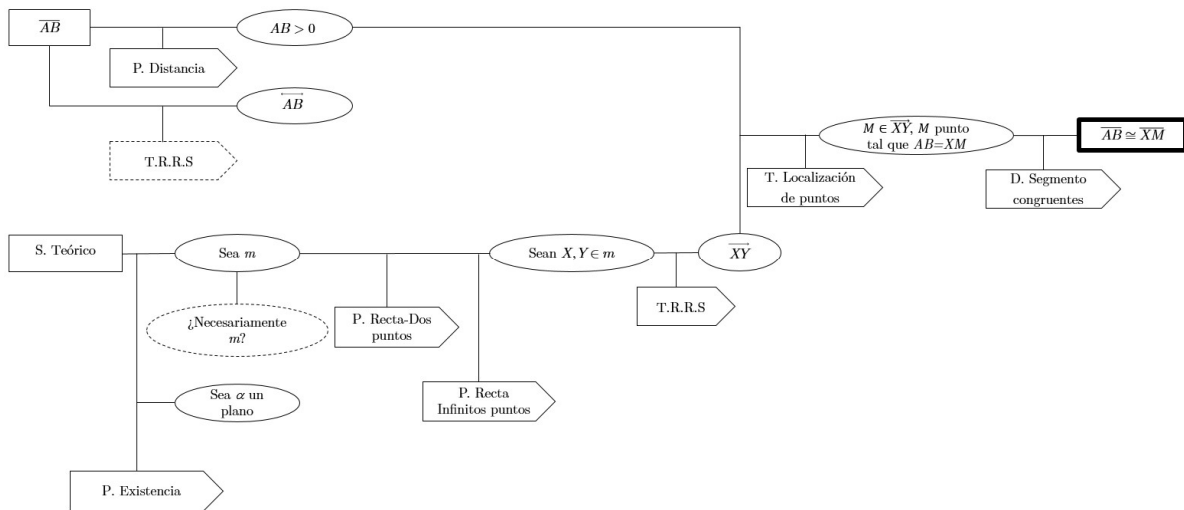 AB
AB > 0
P. Distancia
AB
T.R.R.S
M ∈ XY, M punto
tal que AB=XM
AB ≅ XM
T. Localización
de puntos
D. Segmento
congruentes
S. Teórico
Sea m
Sean X, Y ∈ m
XY
¿Necesariamente
m?
P. Recta-Dos
puntos
T.R.R.S
Sea α un
plano
P. Recta
Infinitos puntos
P. Existencia